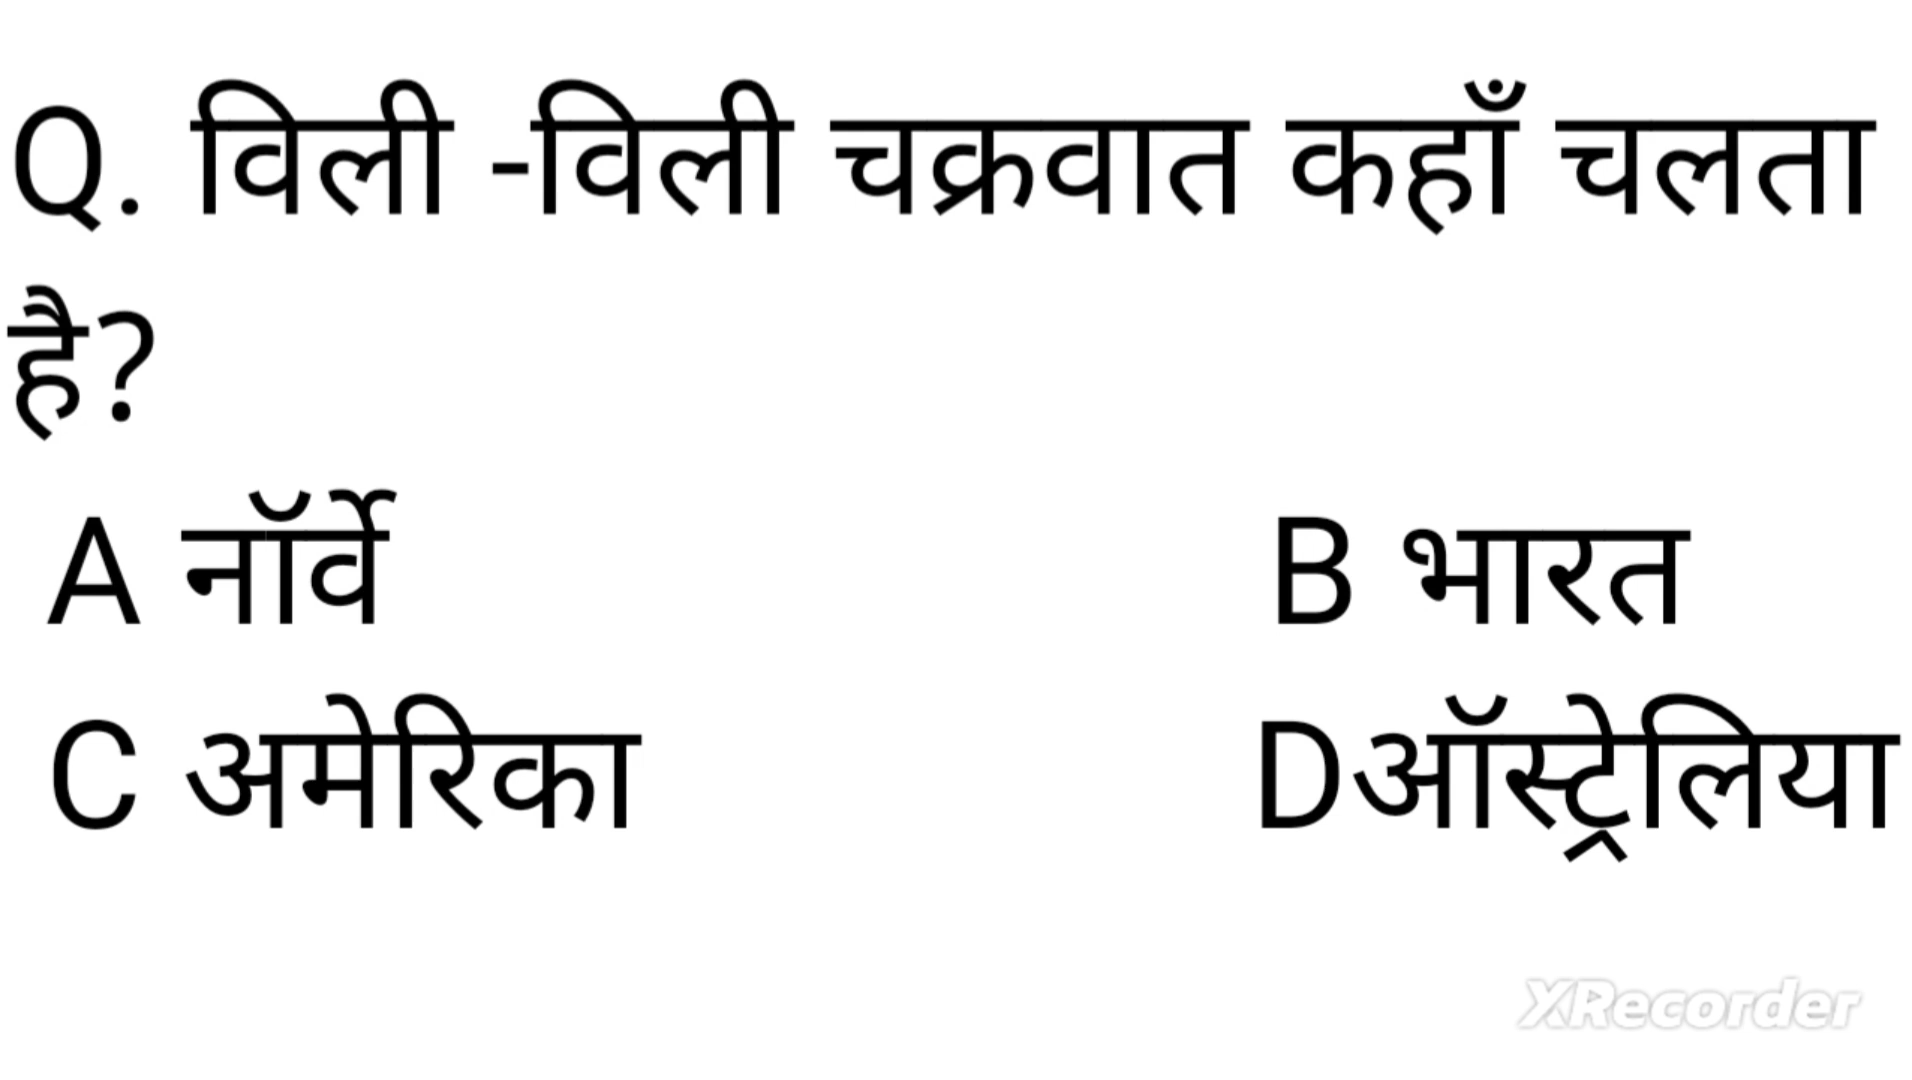 Q. विली -विली चक्रवात कहाँ चलता
है?
A नॉर्वे B भारत
C अमेरिका Dऑस्ट्रेलिया
XRecorder